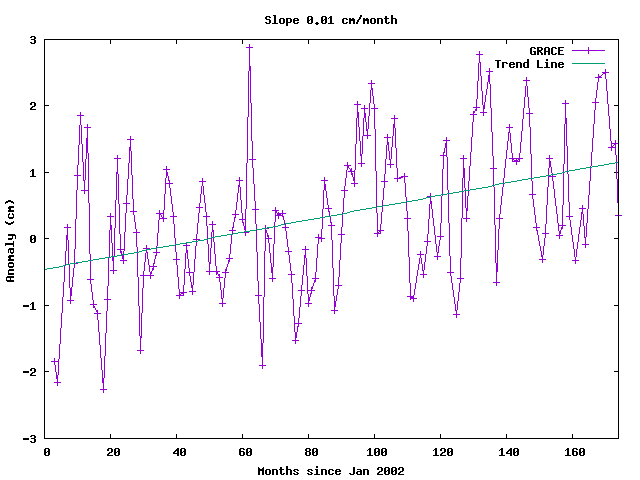 Slope 0.01 cm/month
GRACE
Trend Line
3
2
1
0
-1
-2
-3
Anomaly (cm)
0 20 40 60 80 100 120 140 160
Months since Jan 2002